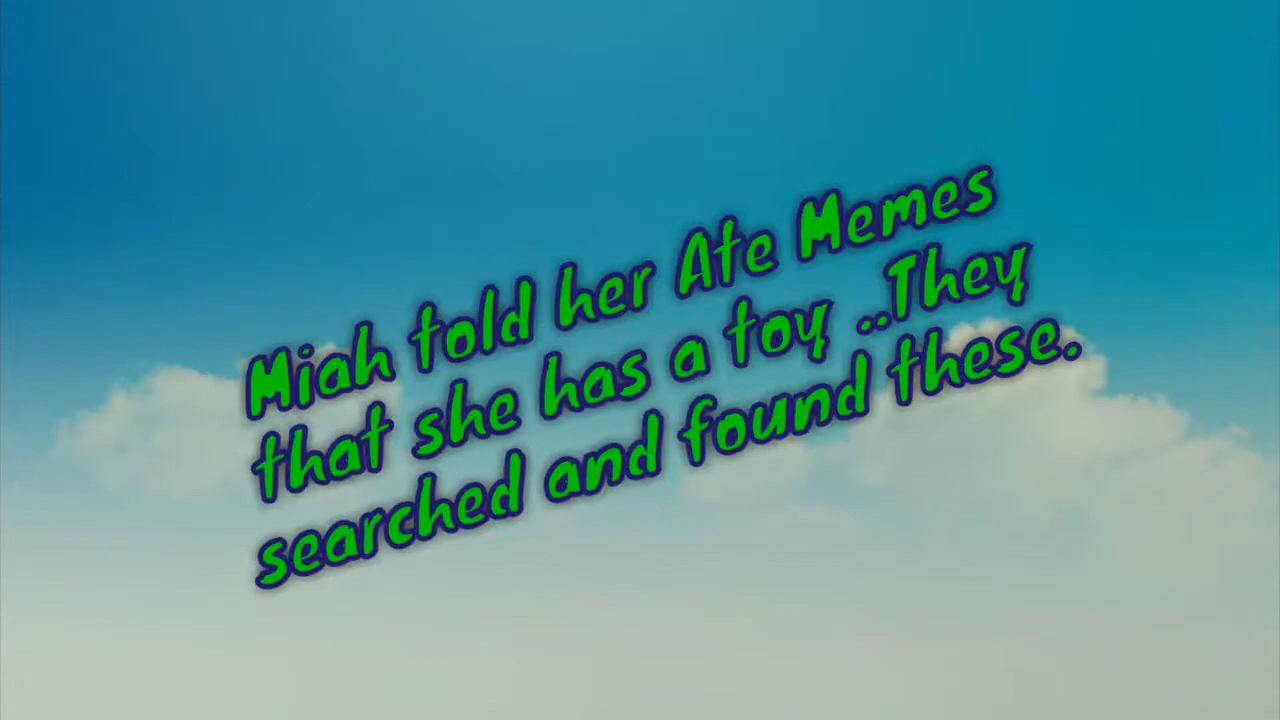 Miah told her Ate Memes
that she has a toy ..They
searched and found these.